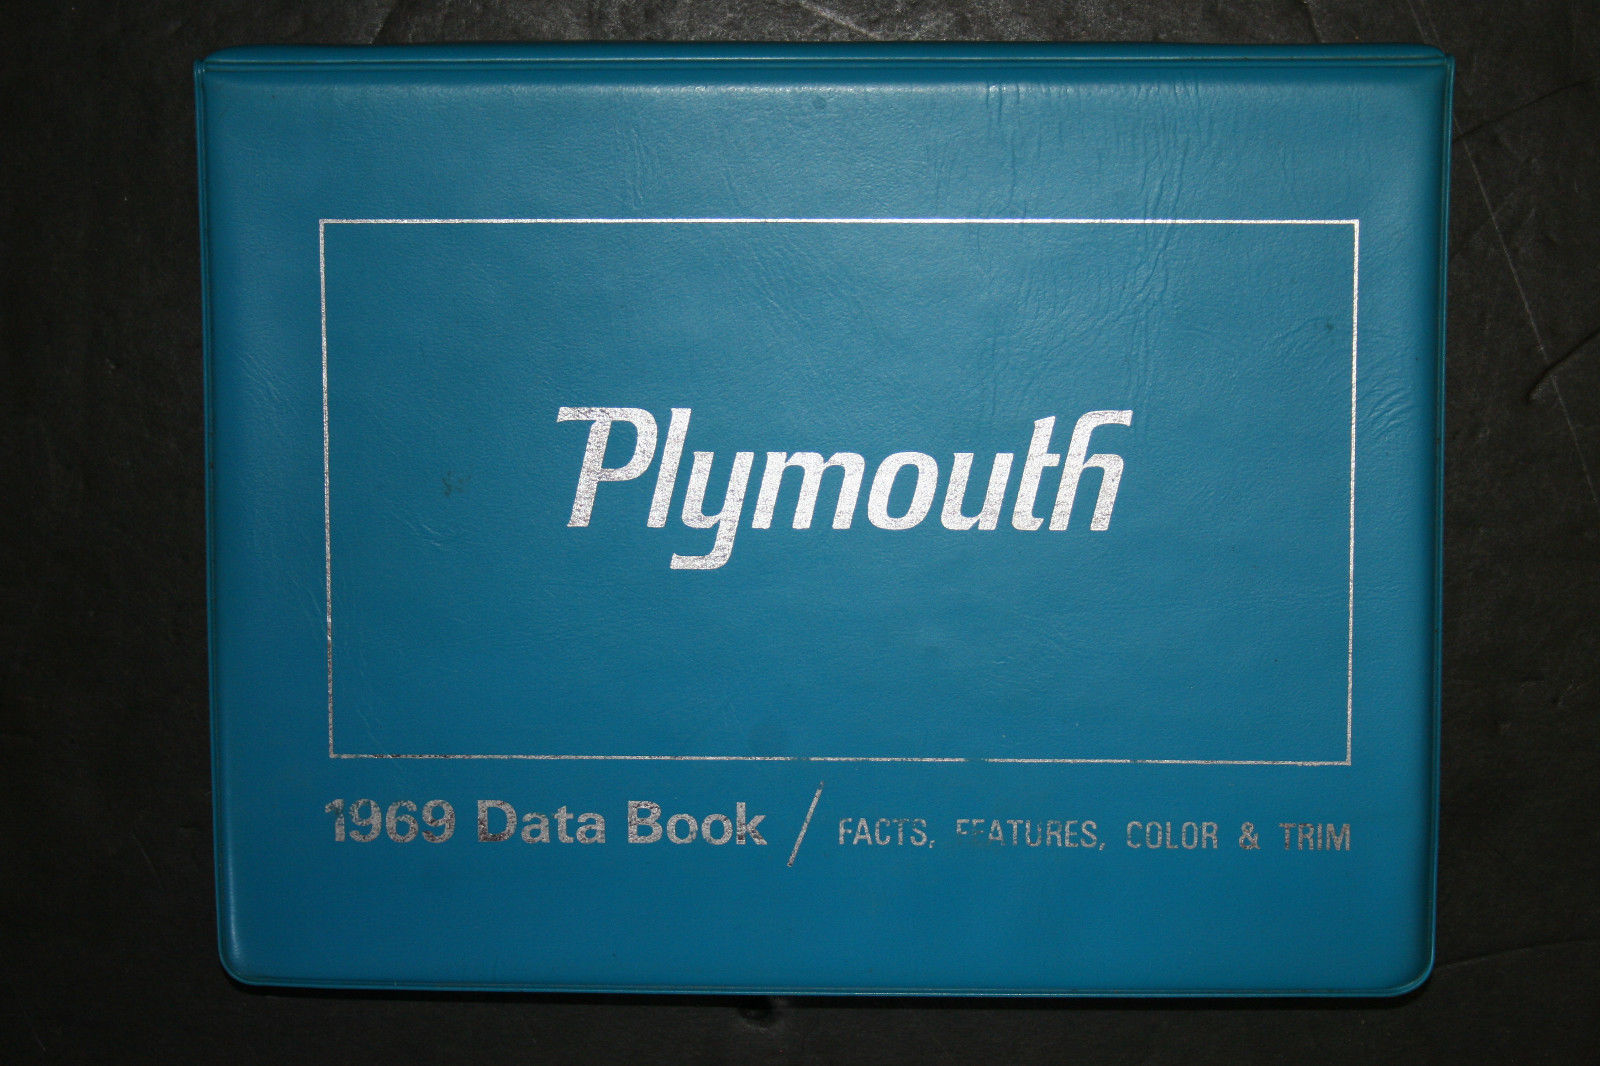 Plymouth
1969 Data Book / FACTS, FEATURES, COLOR & TRIM